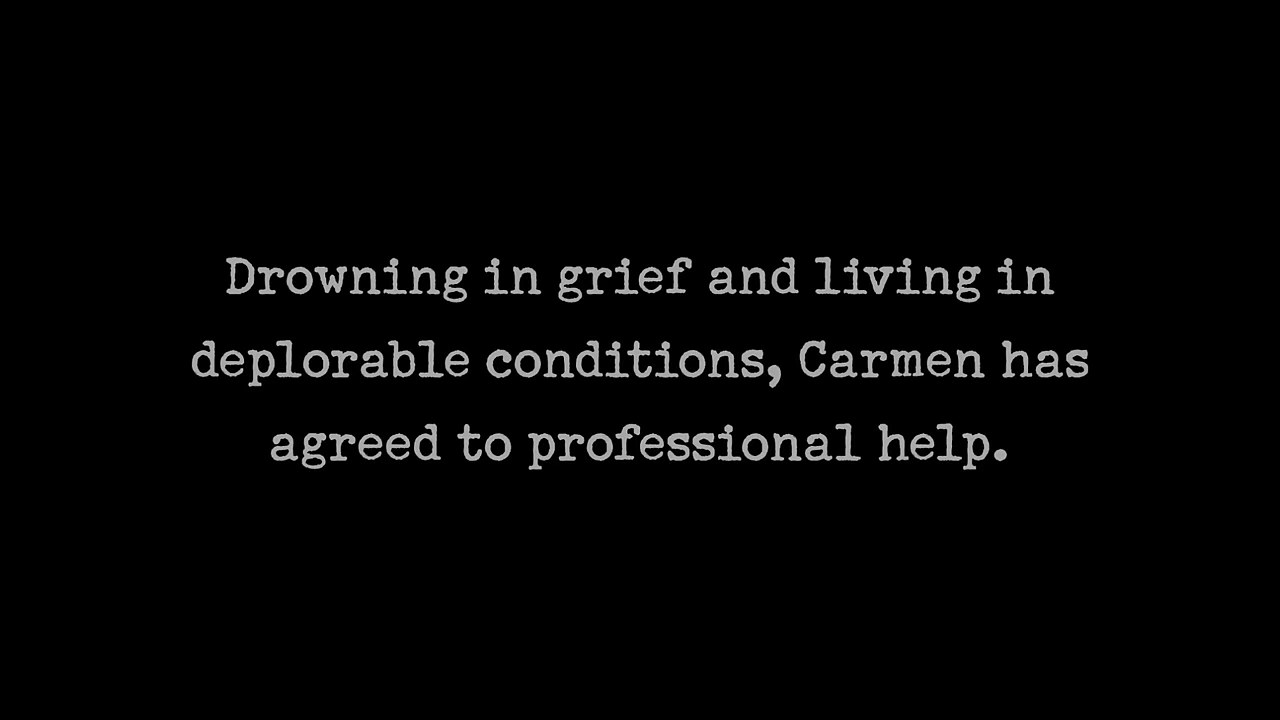 Drowning in grief and living in
deplorable conditions, Carmen has
agreed to professional help.